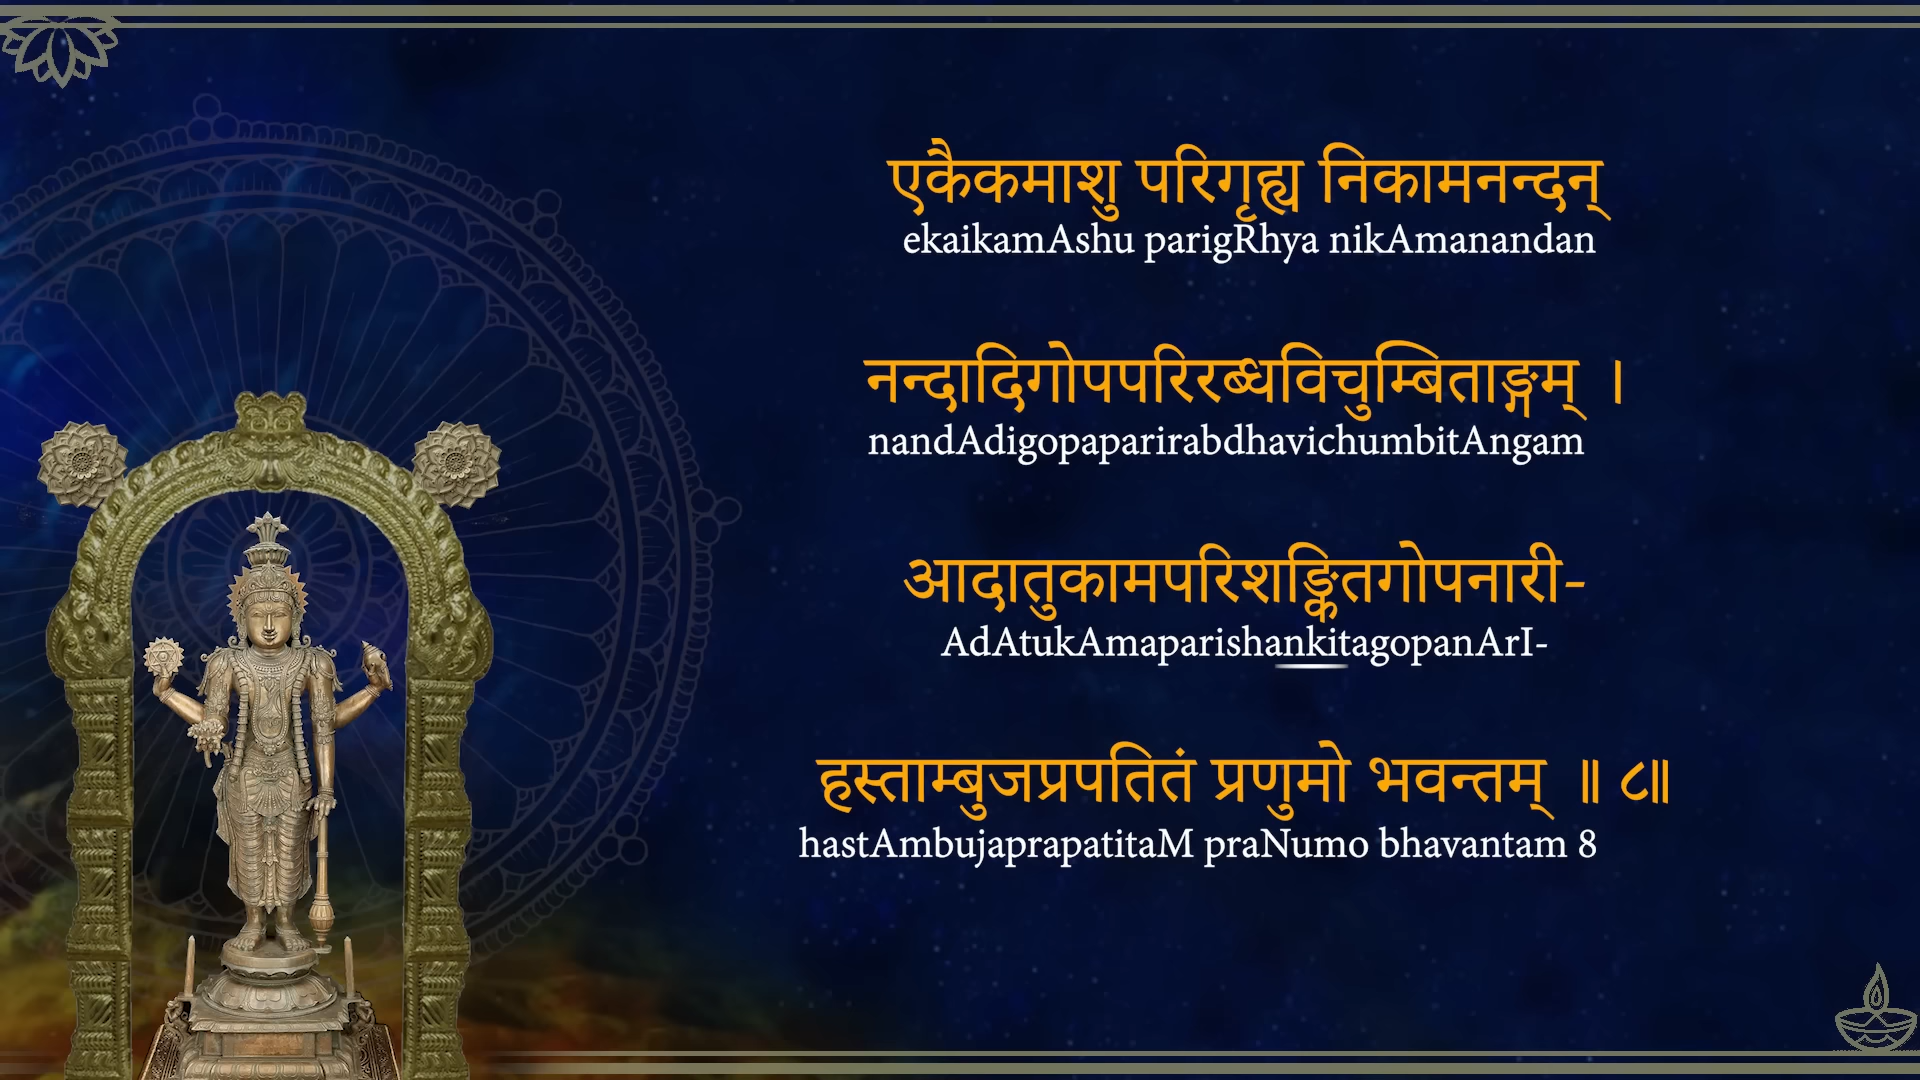 एकैकमाशु परिगृह्य निकामनन्दन्
ekaikamAshu parigRhya nikAmanandan
नन्दादिगोपपरिरब्धविचुम्बिताङ्गम् ।
nandAdigopaparirabdhavichumbitAngam
आदातुकामपरिशङ्कितगोपनारी-
AdAtukAmaparishankitagopanArI-
हस्ताम्बुजप्रपतितं प्रणुमो भवन्तम् ॥ ८॥
hastAmbujaprapatitaM praNumo bhavantam 8